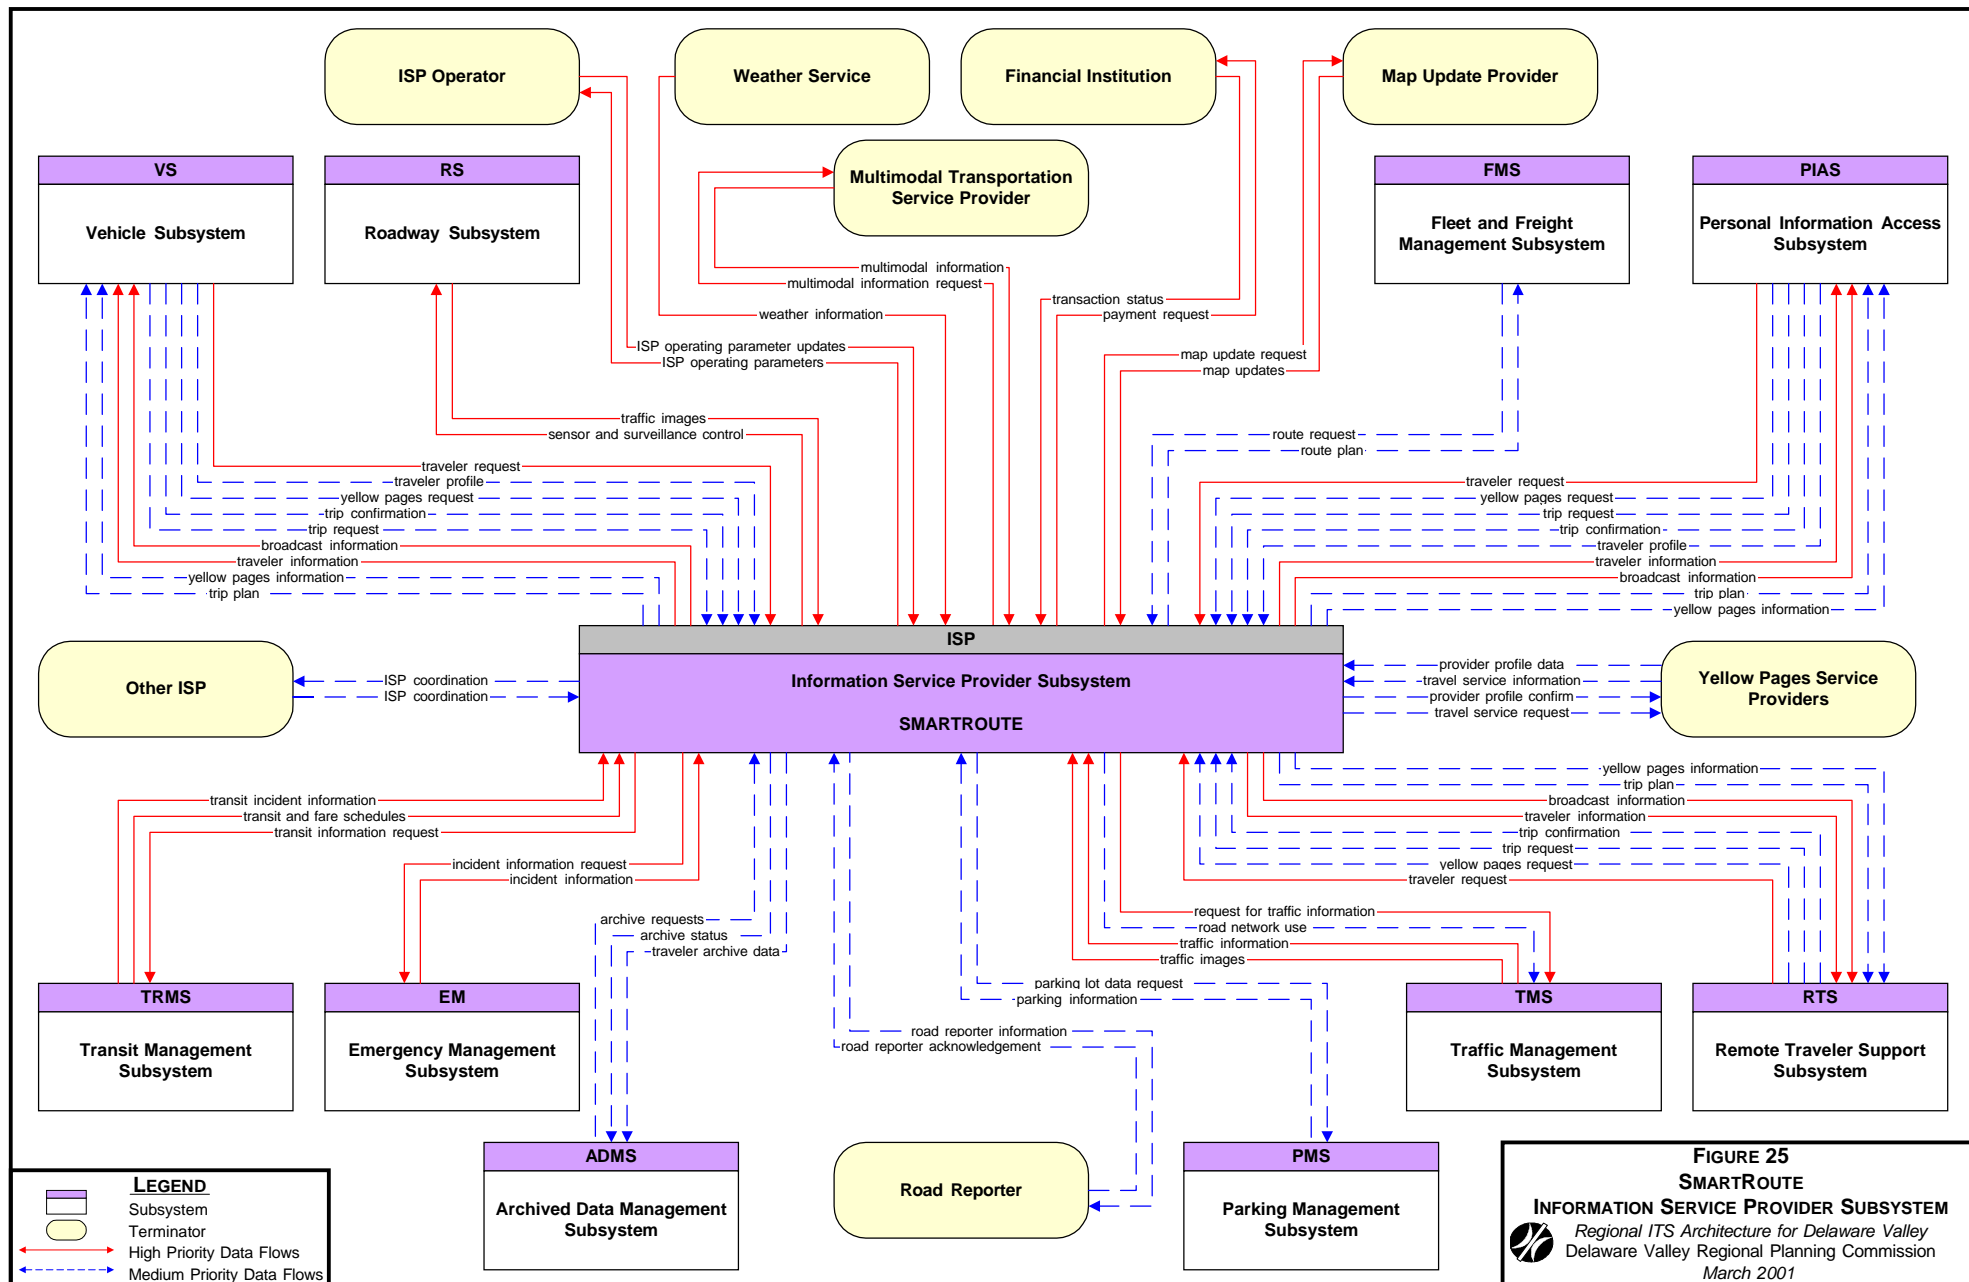 ISP Operator
Weather Service
Financial Institution
Map Update Provider
VS
Vehicle Subsystem
RS
Roadway Subsystem
Multimodal Transportation
Service Provider
FMS
Fleet and Freight
Management Subsystem
PIAS
Personal Information Access
Subsystem
multimodal information
multimodal information request
transaction status
payment request
weather information
ISP operating parameter updates
ISP operating parameters
map update request
map updates
traffic images
sensor and surveillance control
route request
route plan
traveler request
traveler profile
yellow pages request
trip confirmation
trip request
broadcast information
traveler information
yellow pages information
trip plan
traveler request
yellow pages request
trip request
trip confirmation
traveler profile
traveler information
broadcast information
trip plan
yellow pages information
ISP
Information Service Provider Subsystem
SMARTROUTE
Other ISP
ISP coordination
ISP coordination
provider profile data
travel service information
provider profile confirm
travel service request
Yellow Pages Service
Providers
transit incident information
transit and fare schedules
transit information request
incident information request
incident information
archive requests
archive status
traveler archive data
yellow pages information
trip plan
broadcast information
traveler information
trip confirmation
trip request
yellow pages request
traveler request
request for traffic information
road network use
traffic information
traffic images
parking lot data request
parking information
road reporter information
road reporter acknowledgement
TRMS
Transit Management
Subsystem
EM
Emergency Management
Subsystem
TMS
Traffic Management
Subsystem
RTS
Remote Traveler Support
Subsystem
ADMS
Archived Data Management
Subsystem
Road Reporter
PMS
Parking Management
Subsystem
LEGEND
Subsystem
Terminator
High Priority Data Flows
Medium Priority Data Flows
FIGURE 25
SMARTROUTE
INFORMATION SERVICE PROVIDER SUBSYSTEM
Regional ITS Architecture for Delaware Valley
Delaware Valley Regional Planning Commission
March 2001